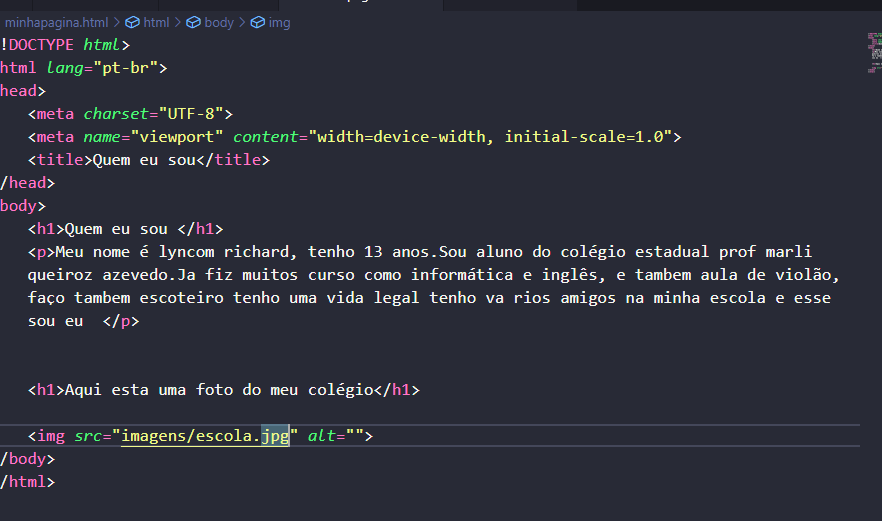 minhapagina.html > html > body > img
!DOCTYPE html>
html lang="pt-br">
head>
<meta charset="UTF-8">
<meta name="viewport" content="width=device-width, initial-scale=1.0">
<title>Quem eu sou</title>
/head>
body>
<h1>Quem eu sou </h1>
<p>Meu nome é lyncom richard, tenho 13 anos.Sou aluno do colégio estadual prof marli
queiroz azevedo.Ja fiz muitos curso como informática e inglês, e tambem aula de violão,
faço tambem escoteiro tenho uma vida legal tenho va rios amigos na minha escola e esse
sou eu  </p>
<h1>Aqui esta uma foto do meu colégio</h1>
<img src="imagens/escola.jpg" alt="">
/body>
/html>